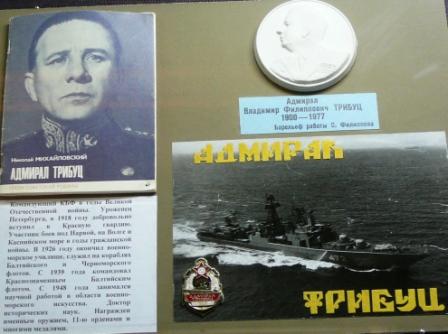 Николай МИХАЙЛОВСКИЙ
АДМИРАЛ ТРИБУЦ
Командующий КБФ в годы Великой
Отечественной войны. Уроженец
Петербурга, в 1918 году добровольно
вступил в Красную гвардию.
Участник боев под Нарвой, на Волге и
Каспийском море в годы гражданской
войны. В 1926 году окончил военно-
морское училище, служил на кораблях
Балтийского и Черноморского
флотов. С 1939 года командовал
Краснознаменным Балтийским
флотом. С 1948 года занимался
научной работой в области военно-
морского искусства. Доктор
исторических наук. Награжден
именным оружием, 11-ю орденами и
многими медалями.
Адмирал
Владимир Филиппович ТРИБУЦ
1900—1977
Барельеф работы С. Филиппова
АДМИРАЛ
ТРИБУЦ